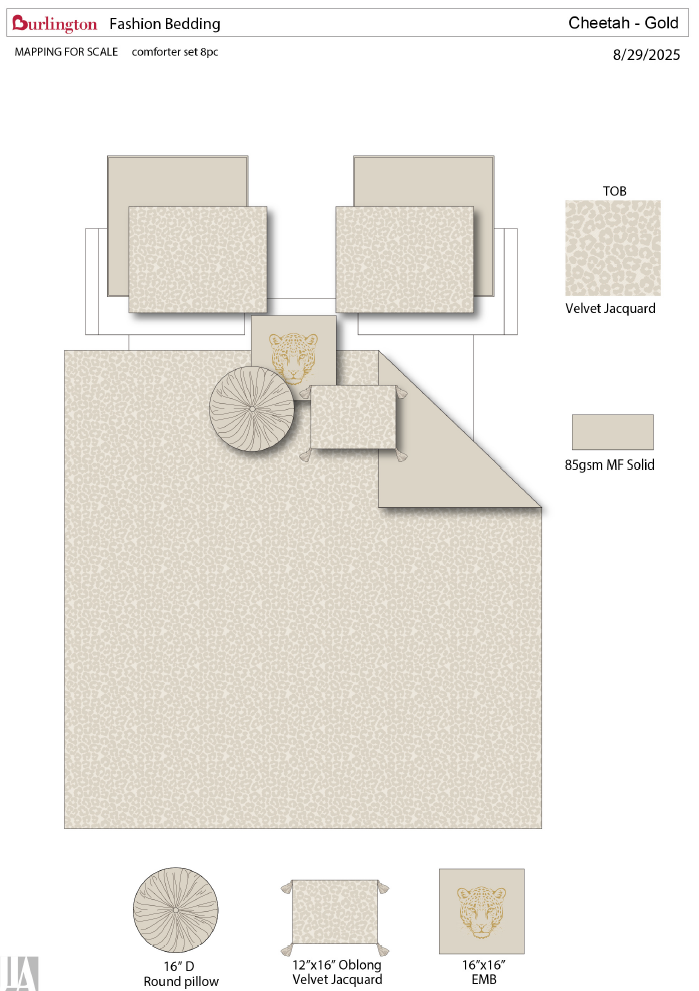 Burlington Fashion Bedding
Cheetah - Gold
MAPPING FOR SCALE comforter set 8pc
8/29/2025
TOB
Velvet Jacquard
85gsm MF Solid
16” D
Round pillow
12”x16” Oblong
Velvet Jacquard
16”x16”
EMB